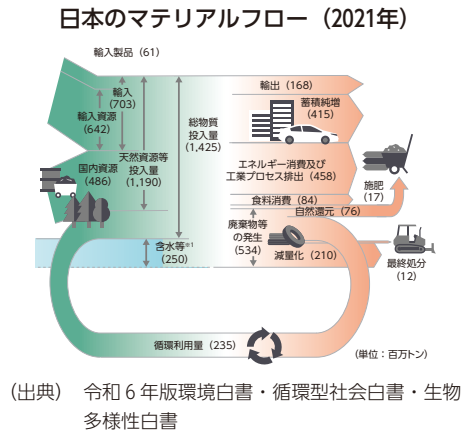 日本のマテリアルフロー（2021年）
輸入製品（61）
輸入
（703）
輸入資源
（642）
総物質
投入量
（1,425）
輸出（168）
蓄積純増
（415）
国内資源
（486）
天然資源等
投入量
（1,190）
エネルギー消費及び
工業プロセス排出（458）
施肥
（17）
食料消費（84）
自然還元（76）
廃棄物等
の発生
（534）
含水等※1
（250）
減量化（210）
最終処分
（12）
循環利用量（235）
（単位：百万トン）
（出典）　令和６年版環境白書・循環型社会白書・生物
多様性白書